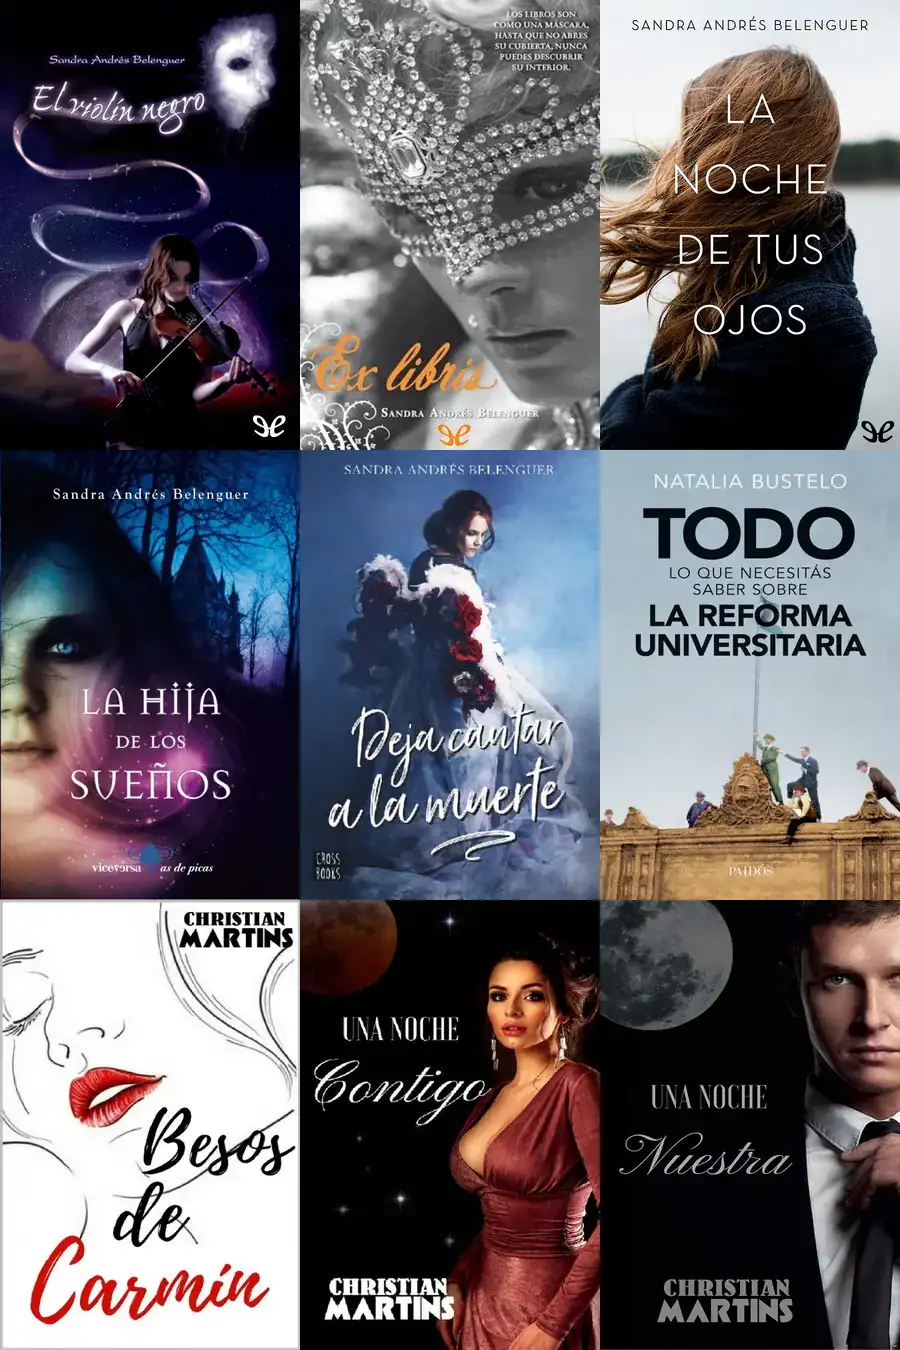 Sandra Andrés Belenguer
El violín negro
LOS LIBROS SON
COMO UNA MÁSCARA,
HASTA QUE NO ABRES
SU CUBIERTA, NUNCA
PUEDES DESCUBRIR
SU INTERIOR.
Ex libris
SANDRA ANDRÉS BELENGUER
SANDRA ANDRÉS BELENGUER
LA
NOCHE
DE TUS
OJOS
Sandra Andrés Belenguer
LA HIJA
DE LOS
SUEÑOS
viceversa as de picas
SANDRA ANDRÉS BELENGUER
Deja cantar
a la muerte
CROSS
BOOKS
NATALIA BUSTELO
TODO
LO QUE NECESITÁS
SABER SOBRE
LA REFORMA
UNIVERSITARIA
PAIDÓS
CHRISTIAN
MARTINS
Besos
de
Carmín
UNA NOCHE
Contigo
CHRISTIAN
MARTINS
UNA NOCHE
Nuestra
CHRISTIAN
MARTINS